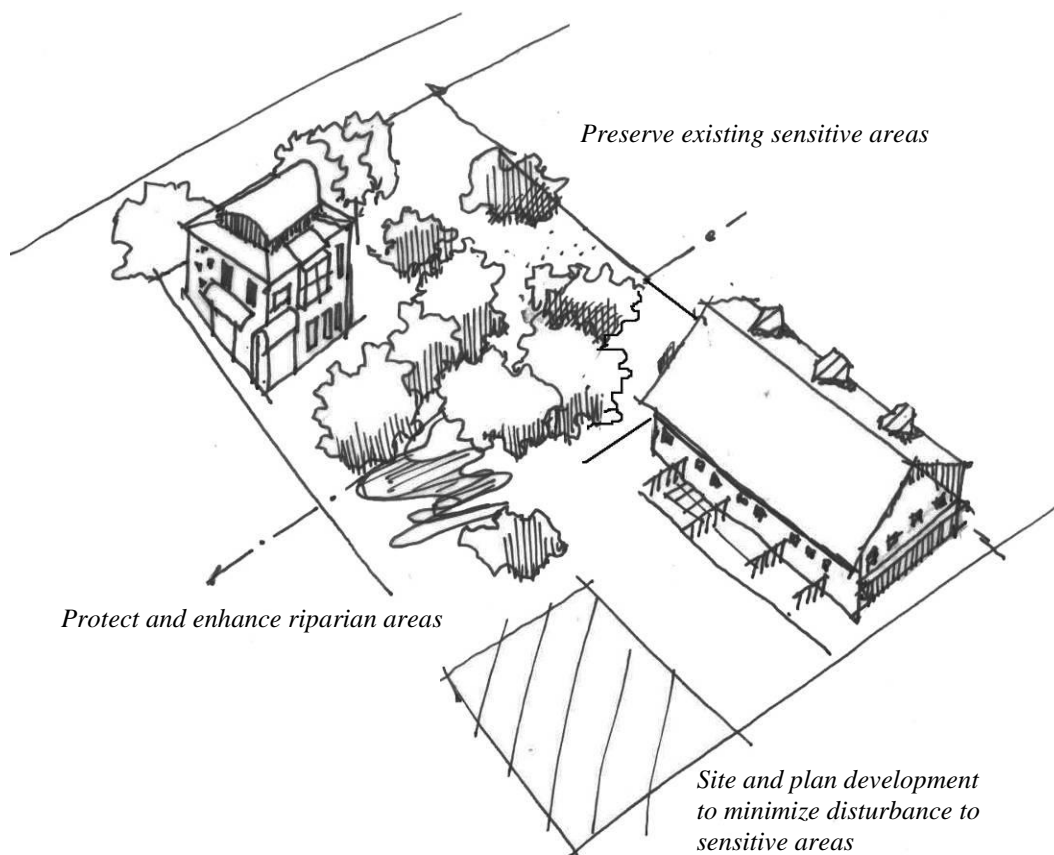 Preserve existing sensitive areas
Protect and enhance riparian areas
Site and plan development
to minimize disturbance to
sensitive areas